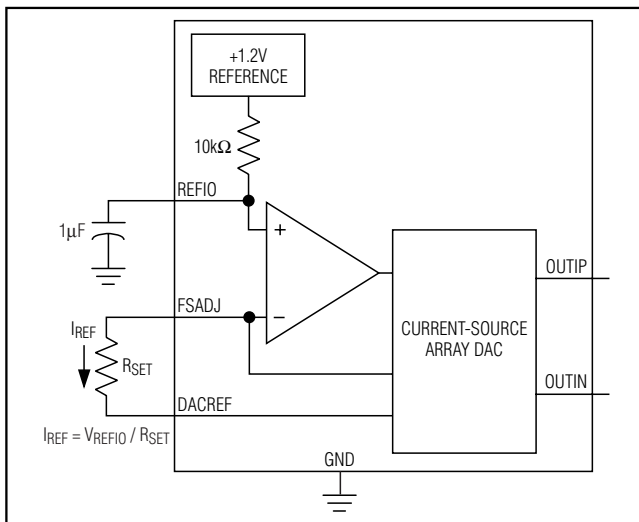 +1.2V
REFERENCE
10kΩ
REFIO
1μF
+
FSADJ
−
IREF
RSET
CURRENT-SOURCE
ARRAY DAC
OUTIP
OUTIN
DACREF
IREF = VREFIO / RSET
GND